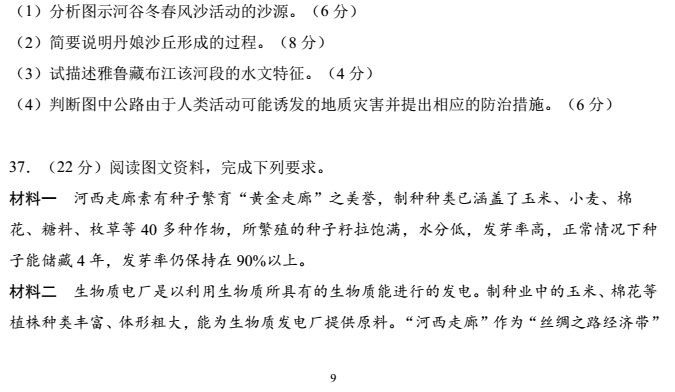 （1）分析图示河谷冬春风沙活动的沙源。（6 分）
（2）简要说明丹娘沙丘形成的过程。（8 分）
（3）试描述雅鲁藏布江该河段的水文特征。（4 分）
（4）判断图中公路由于人类活动可能诱发的地质灾害并提出相应的防治措施。（6 分）
37．（22 分）阅读图文资料，完成下列要求。
材料一　河西走廊素有种子繁育“黄金走廊”之美誉，制种种类已涵盖了玉米、小麦、棉
花、糖料、枚草等 40 多种作物，所繁殖的种子籽拉饱满，水分低，发芽率高，正常情况下种
子能储藏 4 年，发芽率仍保持在 90%以上。
材料二　生物质电厂是以利用生物质所具有的生物质能进行的发电。制种业中的玉米、棉花等
植株种类丰富、体形粗大，能为生物质发电厂提供原料。“河西走廊”作为“丝绸之路经济带”
9